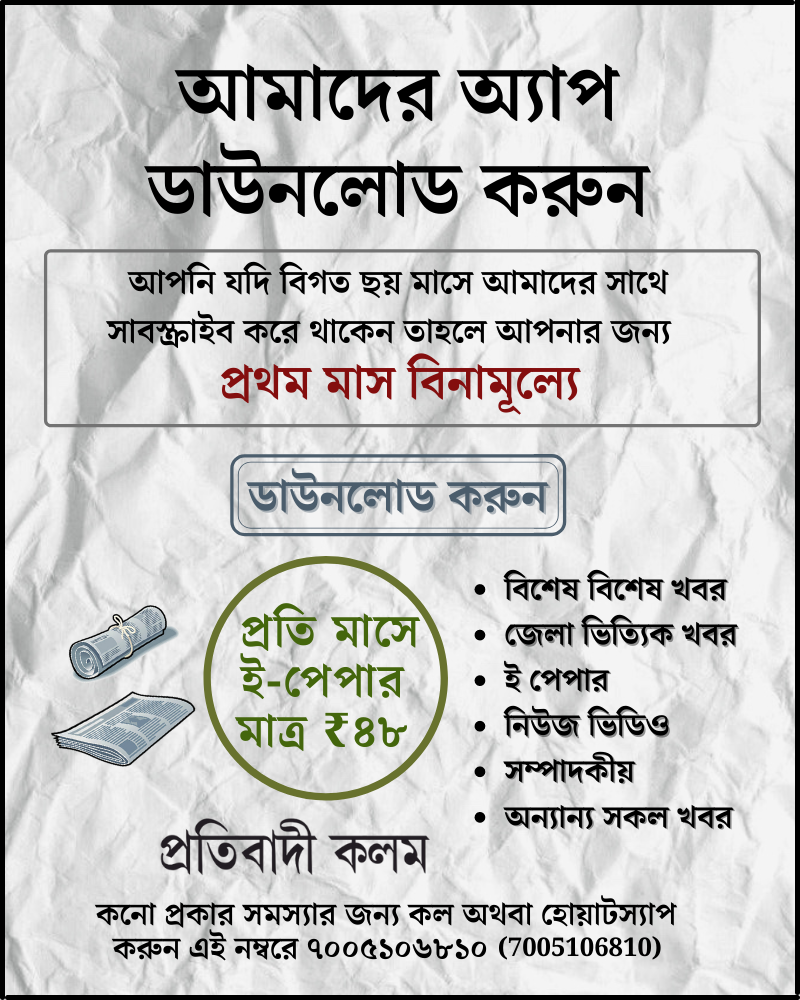 আমাদের অ্যাপ
ডাউনলোড করুন
আপনি যদি বিগত ছয় মাসে আমাদের সাথে
সাবস্ক্রাইব করে থাকেন তাহলে আপনার জন্য
প্রথম মাস বিনামূল্যে
ডাউনলোড করুন
প্রতি মাসে
ই-পেপার
মাত্র ₹৪৮
• বিশেষ বিশেষ খবর
• জেলা ভিত্যিক খবর
• ই পেপার
• নিউজ ভিডিও
• সম্পাদকীয়
• অন্যান্য সকল খবর
প্রতিবাদী কলম
কনো প্রকার সমস্যার জন্য কল অথবা হোয়াটস্যাপ
করুন এই নম্বরে ৭০০৫১০৬৮১০ (7005106810)